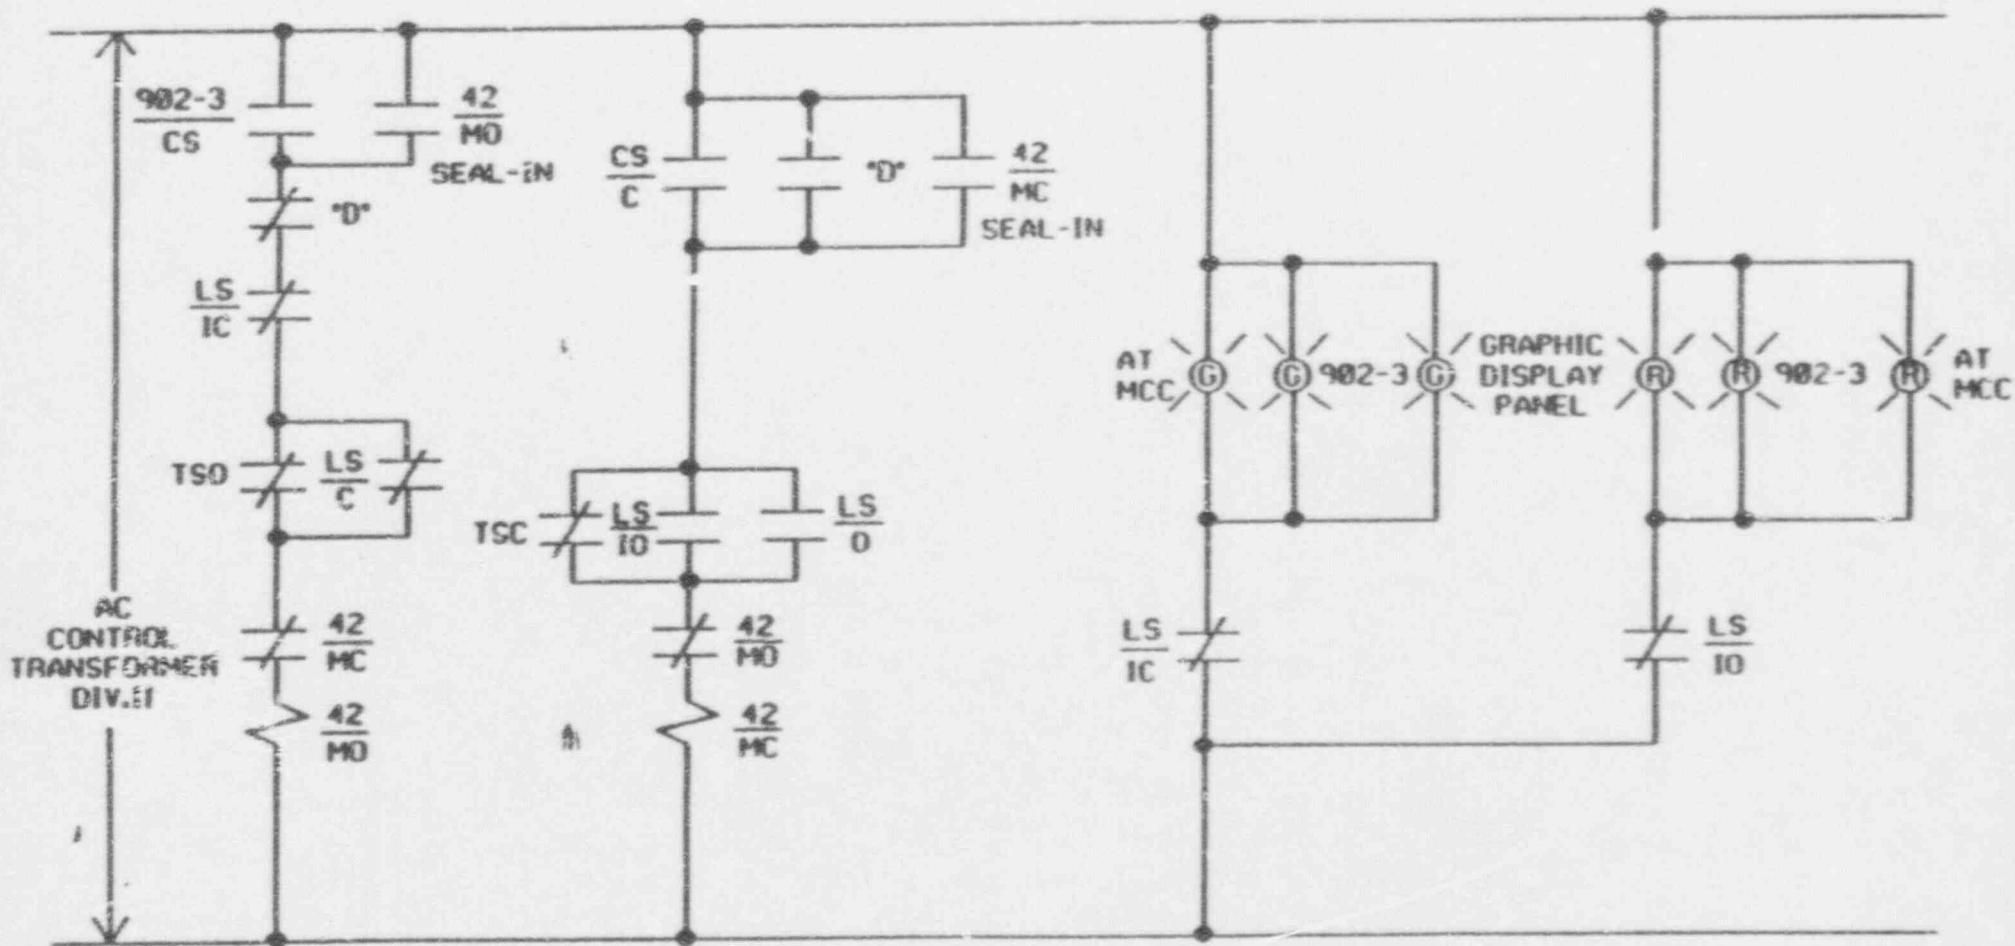 902-3
CS
42
MO
SEAL-IN
"D"
LS
IC
TSO
LS
C
42
MC
42
MO
AC
CONTROL
TRANSFORMER
DIV.II
CS
C
"D"
42
MC
SEAL-IN
TSC
LS
IO
LS
O
42
MO
42
MC
AT
MCC
G
G
902-3
G
GRAPHIC
DISPLAY
PANEL
R
R
902-3
R
AT
MCC
LS
IC
LS
IO